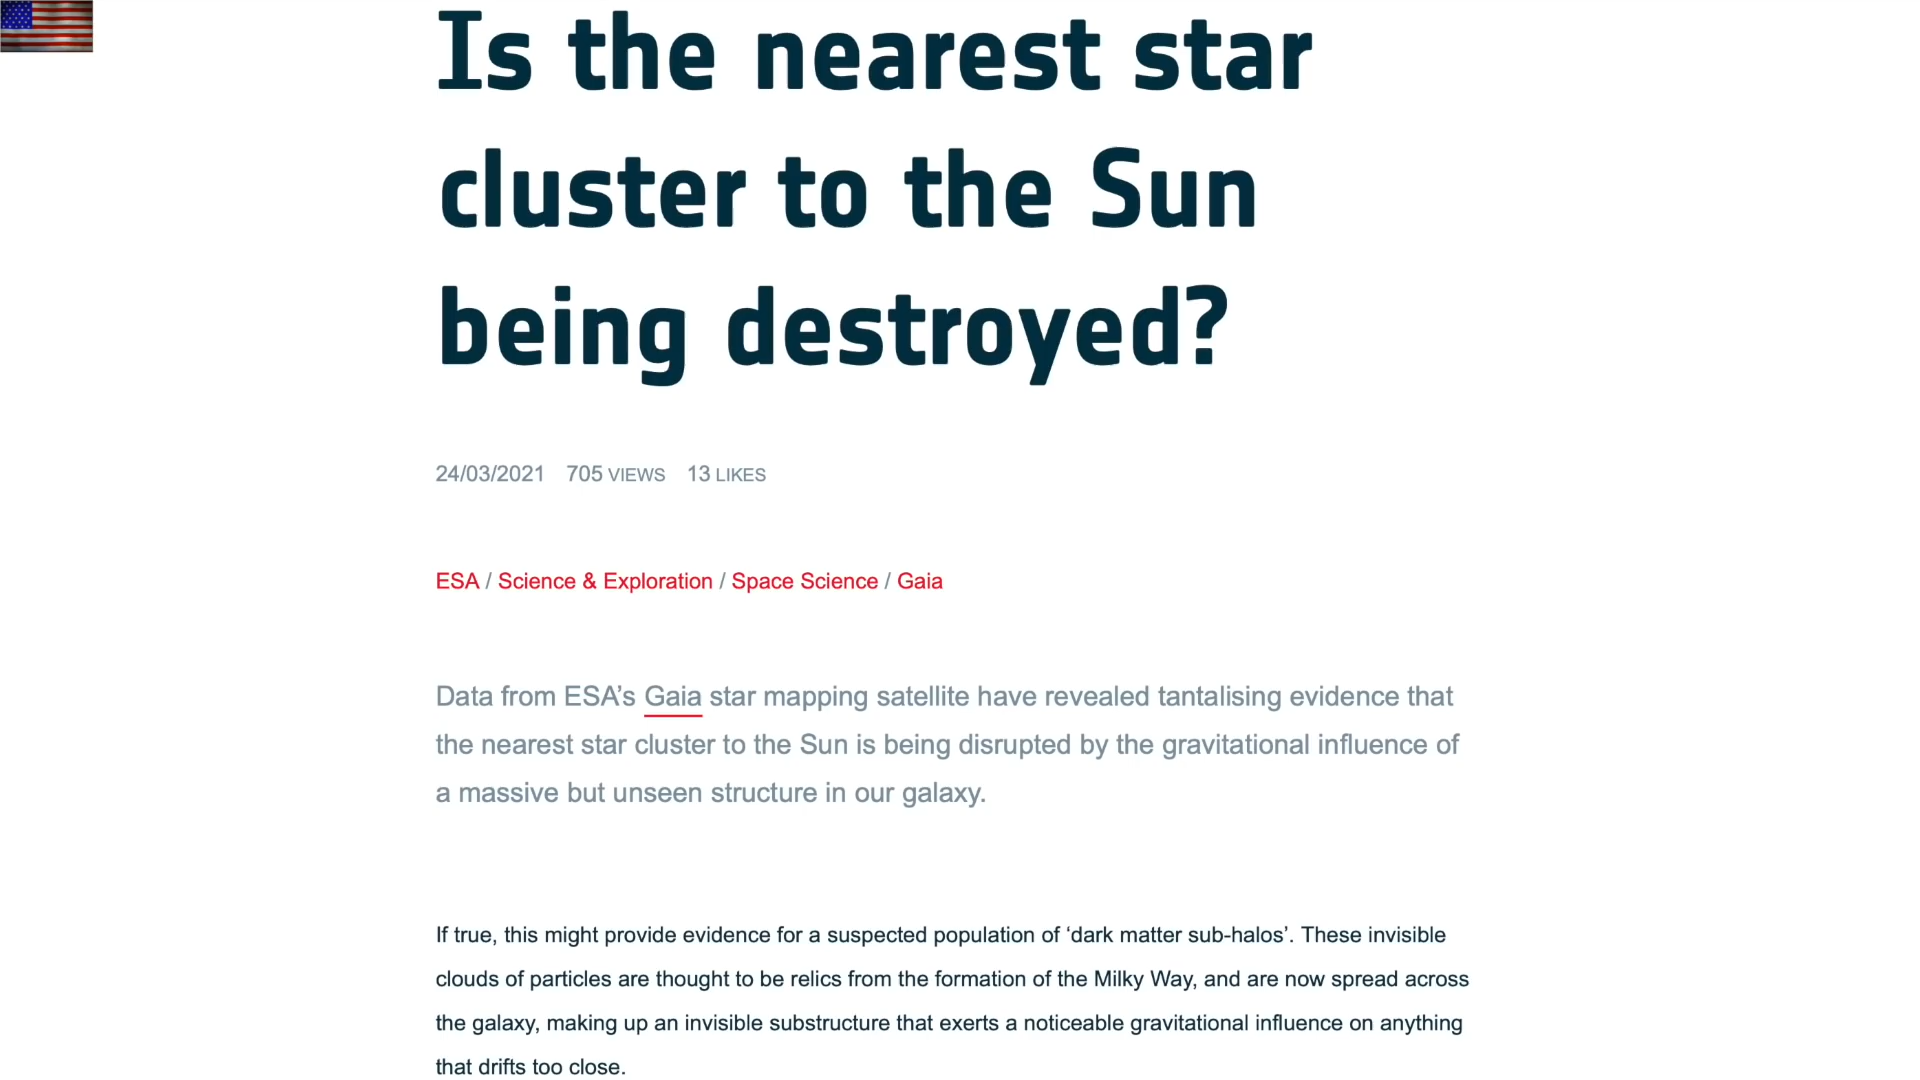 Is the nearest star
cluster to the Sun
being destroyed?
24/03/2021 705 VIEWS 13 LIKES
ESA / Science & Exploration / Space Science / Gaia
Data from ESA’s Gaia star mapping satellite have revealed tantalising evidence that
the nearest star cluster to the Sun is being disrupted by the gravitational influence of
a massive but unseen structure in our galaxy.
If true, this might provide evidence for a suspected population of ‘dark matter sub-halos’. These invisible
clouds of particles are thought to be relics from the formation of the Milky Way, and are now spread across
the galaxy, making up an invisible substructure that exerts a noticeable gravitational influence on anything
that drifts too close.